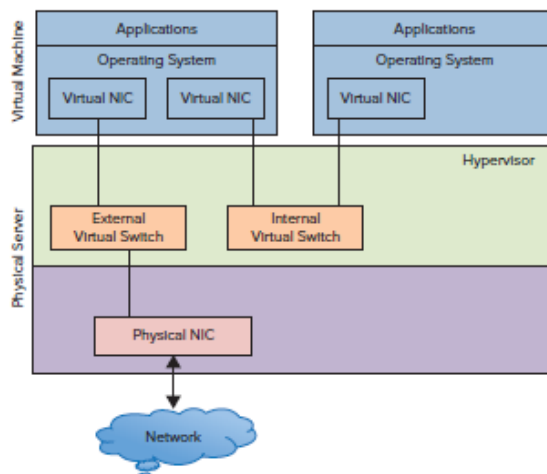 Virtual Machine
Applications
Operating System
Virtual NIC
Virtual NIC
Applications
Operating System
Virtual NIC
Physical Server
Hypervisor
External
Virtual Switch
Internal
Virtual Switch
Physical NIC
Network